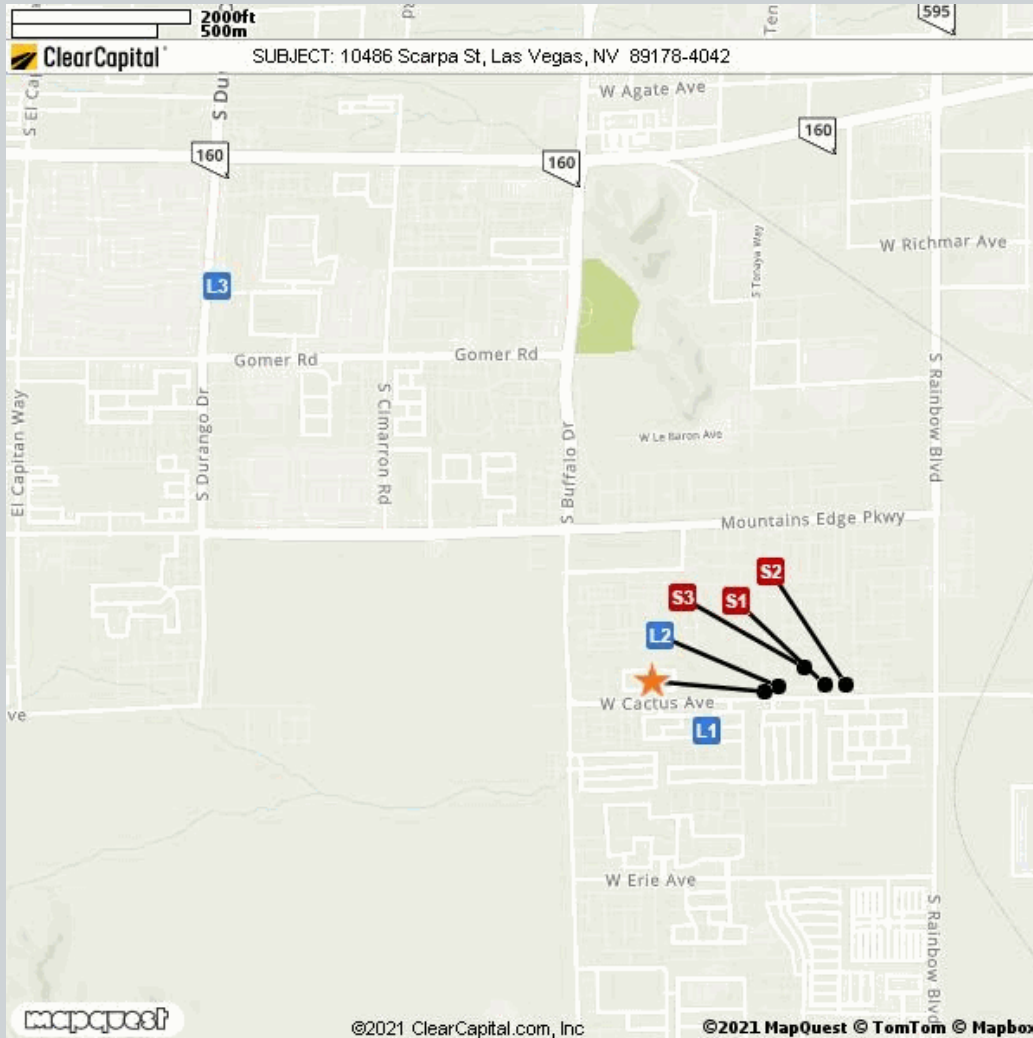 2000ft
500m
595
ClearCapital
SUBJECT: 10486 Scarpa St, Las Vegas, NV 89178-4042
W Agate Ave
160
160
160
W Richmar Ave
S Tenaya Way
L3
Gomer Rd
Gomer Rd
S Rainbow Blvd
El Capitan Way
S Durango Dr
S Cimarron Rd
S Buffalo Dr
W Le Baron Ave
Mountains Edge Pkwy
S2
S3
S1
L2
W Cactus Ave
ve
L1
W Erie Ave
S Rainbow Blvd
mapquest
©2021 ClearCapital.com, Inc
©2021 MapQuest © TomTom © Mapbox